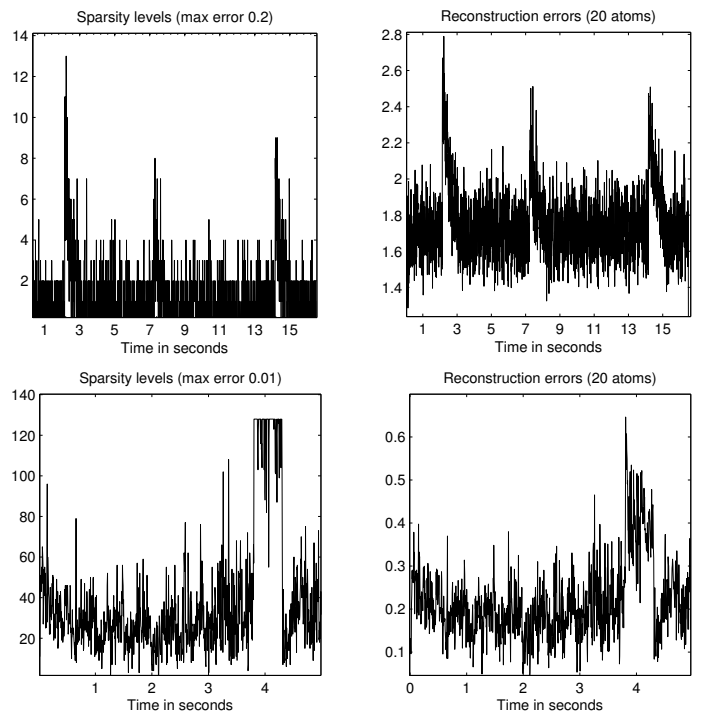 Sparsity levels (max error 0.2)
14
12
10
8
6
4
2
1 3 5 7 9 11 13 15
Time in seconds
Reconstruction errors (20 atoms)
2.8
2.6
2.4
2.2
2
1.8
1.6
1.4
1 3 5 7 9 11 13 15
Time in seconds
Sparsity levels (max error 0.01)
140
120
100
80
60
40
20
1 2 3 4
Time in seconds
Reconstruction errors (20 atoms)
0.6
0.5
0.4
0.3
0.2
0.1
0 1 2 3 4
Time in seconds